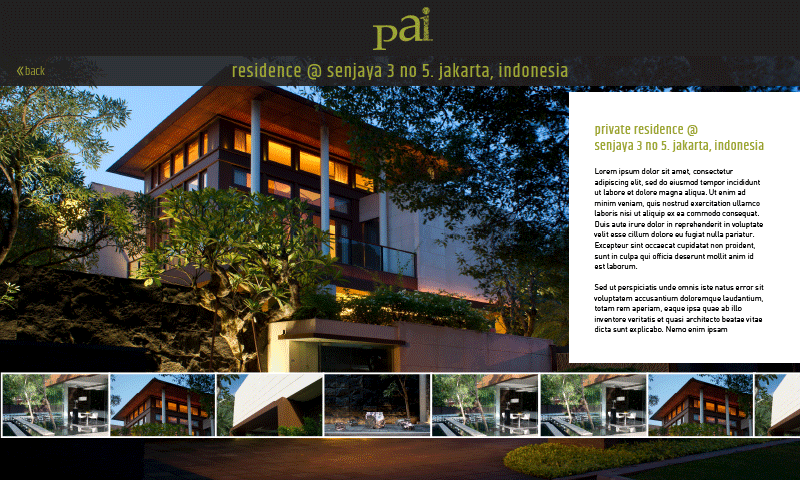 pai
« back
residence @ senjaya 3 no 5. jakarta, indonesia
private residence @
senjaya 3 no 5. jakarta, indonesia
Lorem ipsum dolor sit amet, consectetur
adipiscing elit, sed do eiusmod tempor incididunt
ut labore et dolore magna aliqua. Ut enim ad
minim veniam, quis nostrud exercitation ullamco
laboris nisi ut aliquip ex ea commodo consequat.
Duis aute irure dolor in reprehenderit in voluptate
velit esse cillum dolore eu fugiat nulla pariatur.
Excepteur sint occaecat cupidatat non proident,
sunt in culpa qui officia deserunt mollit anim id
est laborum.
Sed ut perspiciatis unde omnis iste natus error sit
voluptatem accusantium doloremque laudantium,
totam rem aperiam, eaque ipsa quae ab illo
inventore veritatis et quasi architecto beatae vitae
dicta sunt explicabo. Nemo enim ipsam